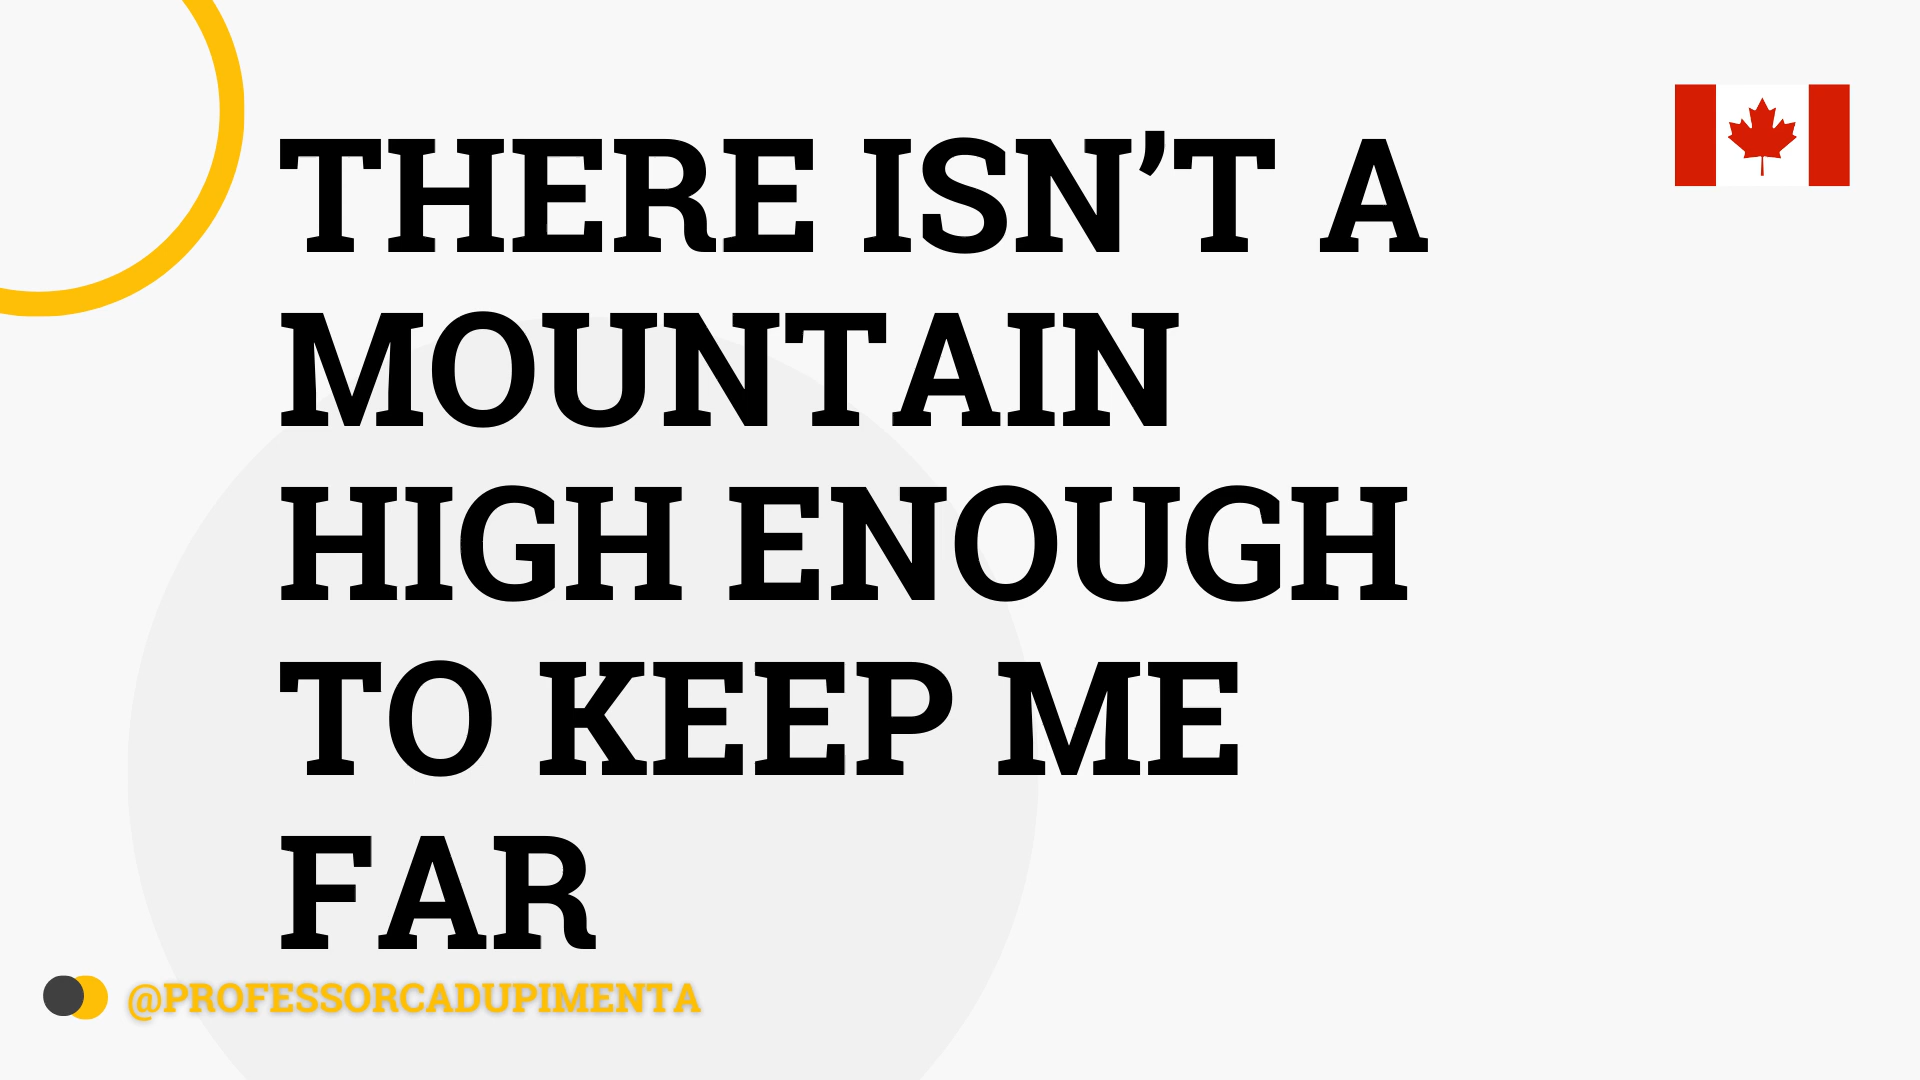 THERE ISN’T A
MOUNTAIN
HIGH ENOUGH
TO KEEP ME
FAR
@PROFESSORCADUPIMENTA